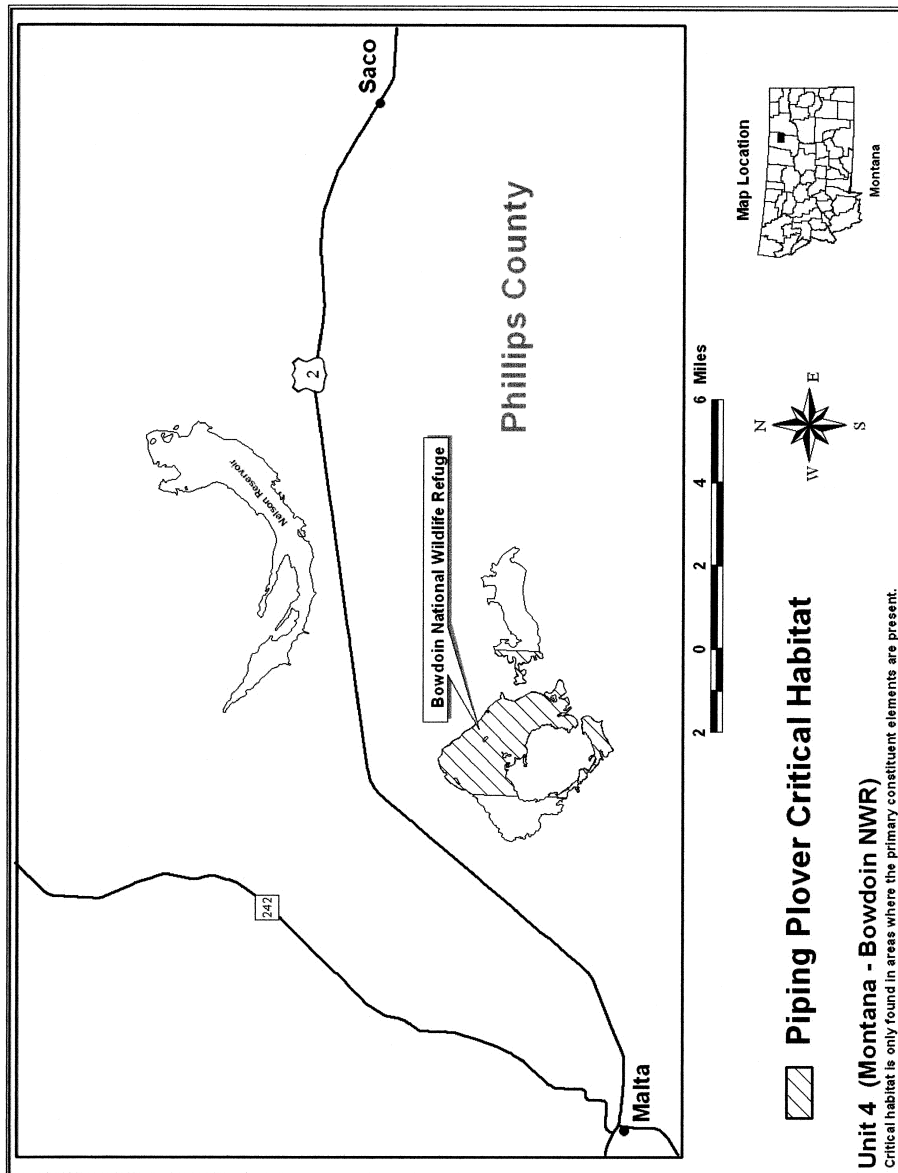 Saco
2
242
Nelson Reservoir
Phillips County
Bowdoin National Wildlife Refuge
Malta
2 0 2 4 6 Miles
Piping Plover Critical Habitat
N
W E
S
Map Location
Montana
Unit 4 (Montana - Bowdoin NWR)
Critical habitat is only found in areas where the primary constituent elements are present.